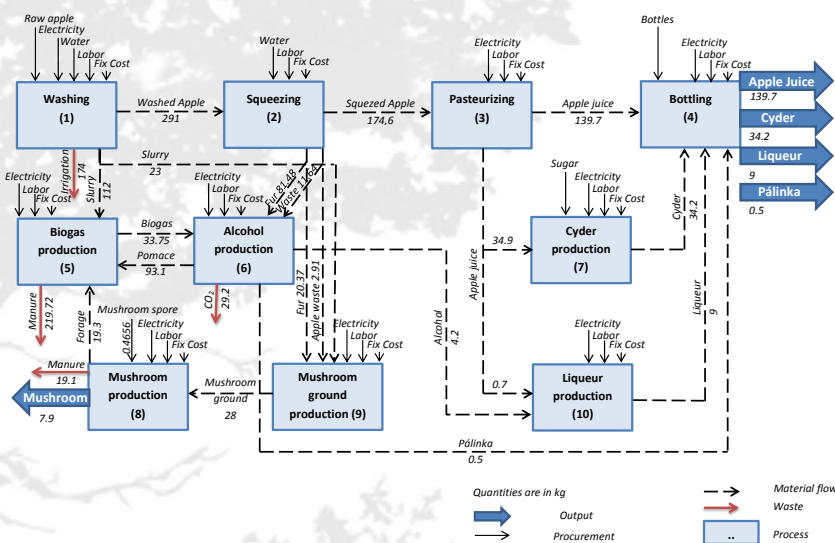 Raw apple
Electricity
Water
Labor
Fix Cost
Water
Labor
Fix Cost
Electricity
Labor
Fix Cost
Bottles
Electricity
Labor
Fix Cost
Washing
(1)
Washed Apple
291
Squeezing
(2)
Squezed Apple
174,6
Pasteurizing
(3)
Apple juice
139.7
Bottling
(4)
Apple Juice
139.7
Cyder
34.2
Liqueur
9
Pálinka
0.5
Irrigation
174
Slurry
112
Slurry
23
Fur 81.48
Waste 11.64
Electricity
Labor
Fix Cost
Biogas
production
(5)
Biogas
33.75
Pomace
93.1
Electricity
Labor
Fix Cost
Alcohol
production
(6)
Sugar
Electricity
Labor
Fix Cost
Cyder
production
(7)
Cyder
34.2
Apple juice
34.9
Manure
219.72
Forage
19.3
CO2
29.2
Fur 20.37
Apple waste 2.91
Alcohol
4.2
Liqueur
9
Mushroom spore
0.4656
Electricity
Labor
Fix Cost
Electricity
Labor
Fix Cost
Electricity
Labor
Fix Cost
Manure
19.1
Mushroom
7.9
Mushroom
production
(8)
Mushroom
ground
28
Mushroom
ground
production (9)
0.7
Liqueur
production
(10)
Pálinka
0.5
Quantities are in kg
Output
Procurement
Material flow
Waste
..
Process